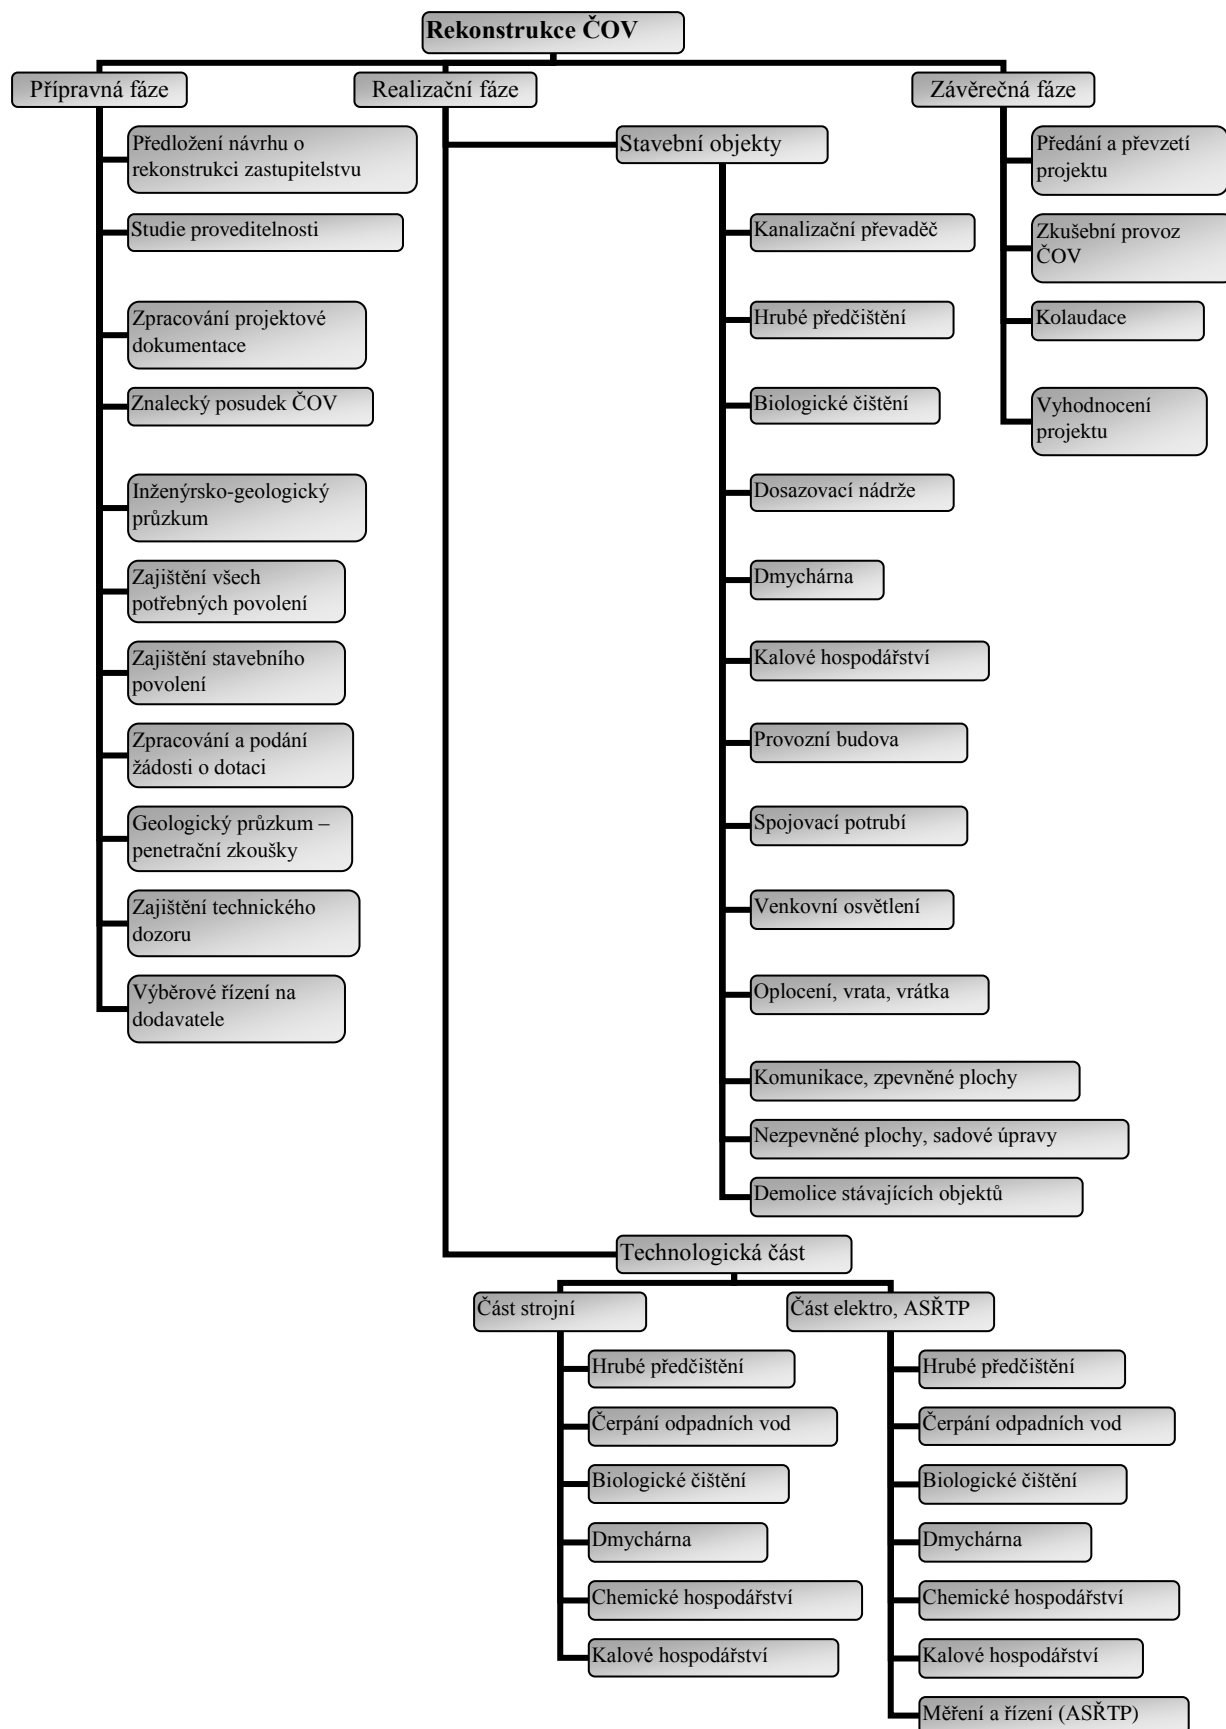 Rekonstrukce ČOV
Přípravná fáze
Předložení návrhu o
rekonstrukci zastupitelstvu
Studie proveditelnosti
Zpracování projektové
dokumentace
Znalecký posudek ČOV
Inženýrsko-geologický
průzkum
Zajištění všech
potřebných povolení
Zajištění stavebního
povolení
Zpracování a podání
žádosti o dotaci
Geologický průzkum –
penetrační zkoušky
Zajištění technického
dozoru
Výběrové řízení na
dodavatele
Realizační fáze
Stavební objekty
Kanalizační převaděč
Hrubé předčištění
Biologické čištění
Dosazovací nádrže
Dmychárna
Kalové hospodářství
Provozní budova
Spojovací potrubí
Venkovní osvětlení
Oplocení, vrata, vrátka
Komunikace, zpevněné plochy
Nezpevněné plochy, sadové úpravy
Demolice stávajících objektů
Technologická část
Část strojní
Hrubé předčištění
Čerpání odpadních vod
Biologické čištění
Dmychárna
Chemické hospodářství
Kalové hospodářství
Část elektro, ASŘTP
Hrubé předčištění
Čerpání odpadních vod
Biologické čištění
Dmychárna
Chemické hospodářství
Kalové hospodářství
Měření a řízení (ASŘTP)
Závěrečná fáze
Předání a převzetí
projektu
Zkušební provoz
ČOV
Kolaudace
Vyhodnocení
projektu